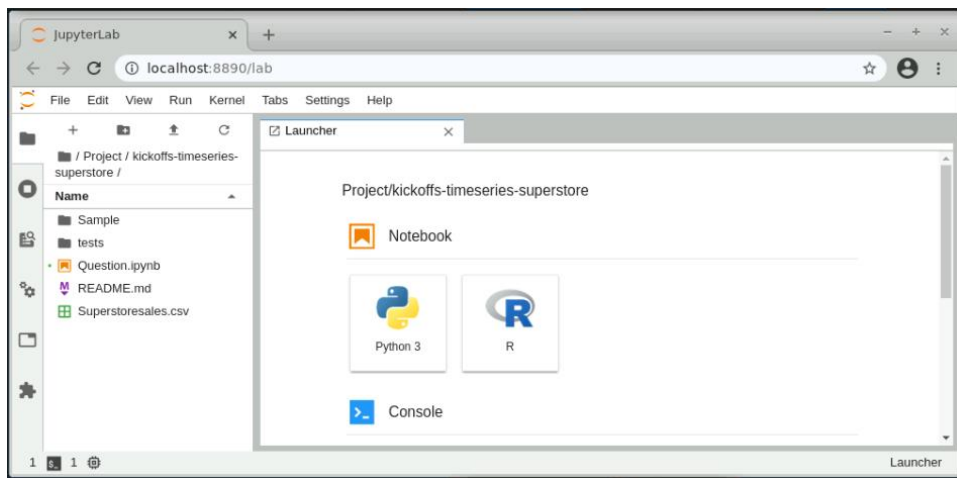 JupyterLab
localhost:8890/lab
File Edit View Run Kernel Tabs Settings Help
Launcher
/ Project / kickoffs-timeseries-
superstore /
Name
Sample
tests
Question.ipynb
README.md
Superstoresales.csv
Project/kickoffs-timeseries-superstore
Notebook
Python 3
R
Console
1 1
Launcher